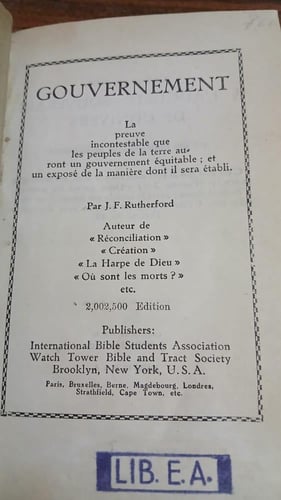 GOUVERNEMENT
La
preuve
incontestable que
les peuples de la terre au-
ront un gouvernement équitable ; et
un exposé de la manière dont il sera établi.
Par J. F. Rutherford
Auteur de
« Réconciliation »
« Création »
« La Harpe de Dieu »
« Où sont les morts ? »
etc.
2,002,500 Edition
Publishers:
International Bible Students Association
Watch Tower Bible and Tract Society
Brooklyn, New York, U. S. A.
Paris, Bruxelles, Berne, Magdebourg, Londres,
Strathfield, Cape Town, etc.
LIB. E. A.